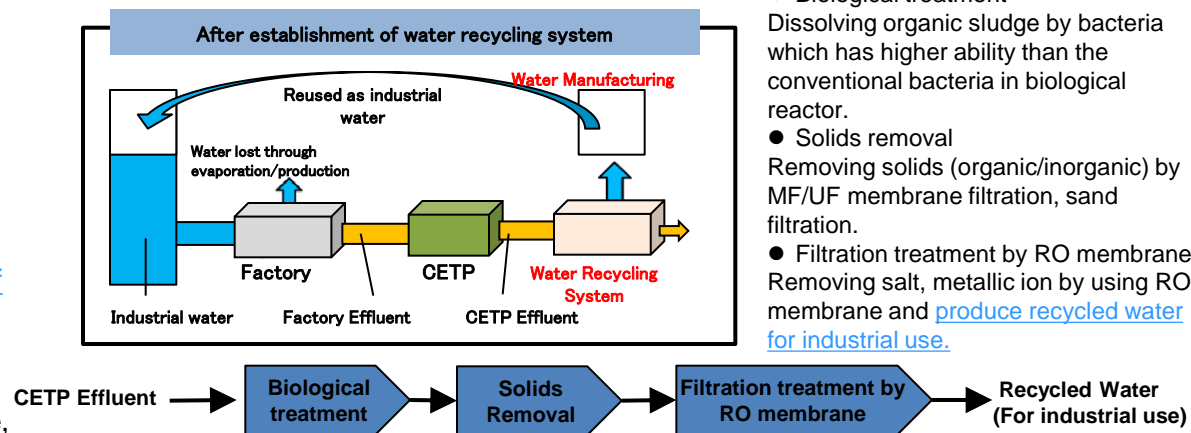 After establishment of water recycling system
Water Manufacturing
Reused as industrial
water
Water lost through
evaporation/production
Factory
CETP
Water Recycling
System
Industrial water
Factory Effluent
CETP Effluent
Dissolving organic sludge by bacteria
which has higher ability than the
conventional bacteria in biological
reactor.
● Solids removal
Removing solids (organic/inorganic) by
MF/UF membrane filtration, sand
filtration.
● Filtration treatment by RO membrane
Removing salt, metallic ion by using RO
membrane and produce recycled water
for industrial use.
CETP Effluent
Biological
treatment
Solids
Removal
Filtration treatment by
RO membrane
Recycled Water
(For industrial use)